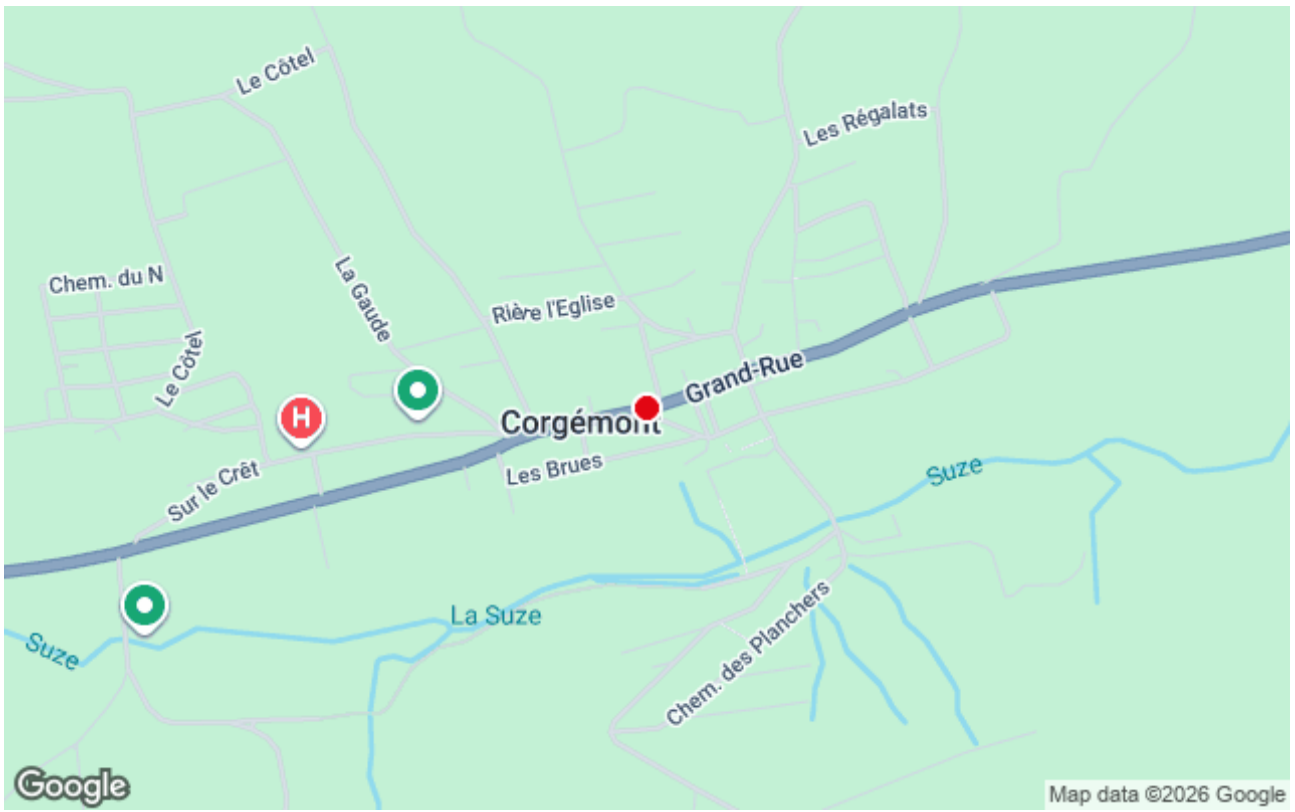 Le Côtel
Les Régalats
Chem. du N
La Gaude
Rière l'Eglise
Le Côtel
Grand-Rue
H
Corgémont
Les Brues
Sur le Crêt
Suze
La Suze
Suze
Chem. des Planchers
Google
Map data ©2026 Google